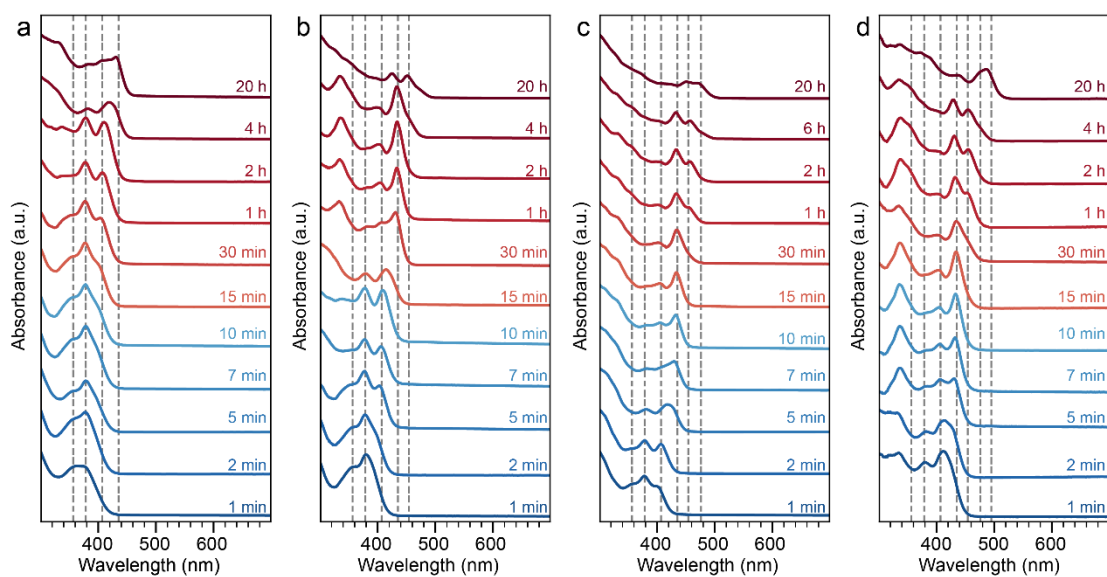 a
20 h
4 h
2 h
1 h
30 min
15 min
10 min
7 min
5 min
2 min
1 min
Absorbance (a.u.)
400
500
600
Wavelength (nm)
b
20 h
4 h
2 h
1 h
30 min
15 min
10 min
7 min
5 min
2 min
1 min
Absorbance (a.u.)
400
500
600
Wavelength (nm)
c
20 h
6 h
2 h
1 h
30 min
15 min
10 min
7 min
5 min
2 min
1 min
Absorbance (a.u.)
400
500
600
Wavelength (nm)
d
20 h
4 h
2 h
1 h
30 min
15 min
10 min
7 min
5 min
2 min
1 min
Absorbance (a.u.)
400
500
600
Wavelength (nm)